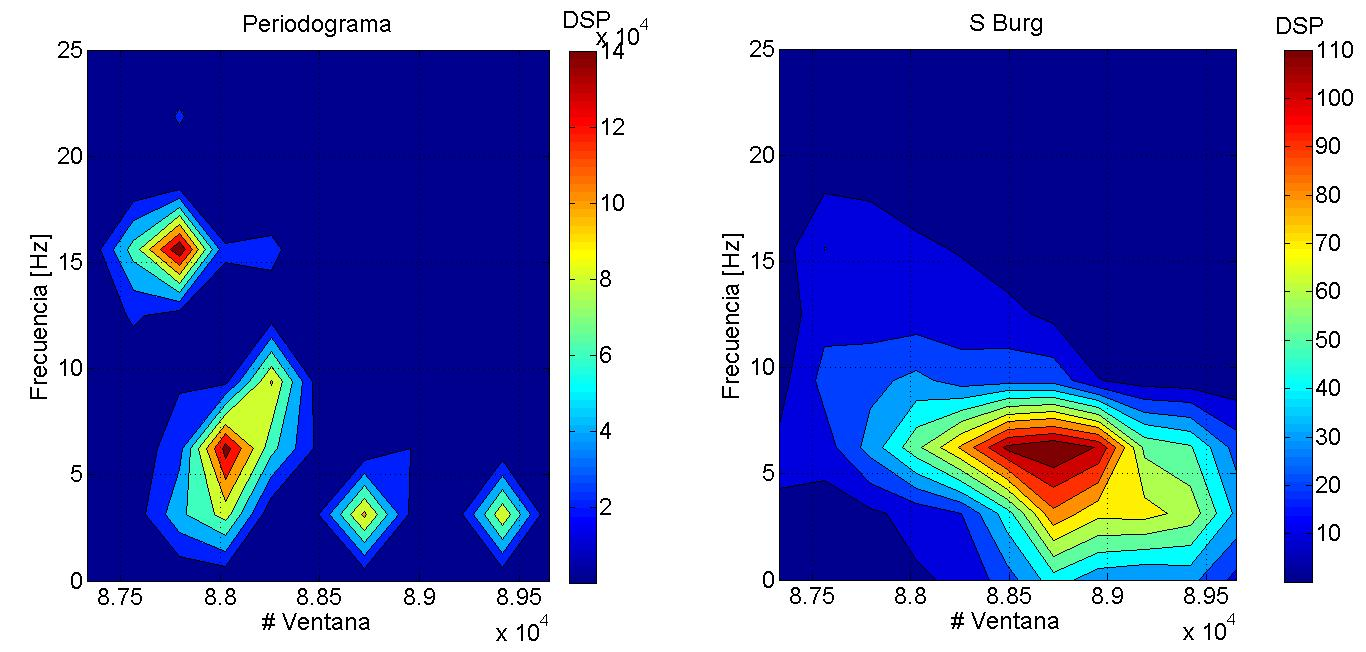 Periodograma
DSP
x 10^4
Frecuencia [Hz]
25
20
15
10
5
0
8.75 8.8 8.85 8.9 8.95
# Ventana
x 10^4
14
12
10
8
6
4
2
S Burg
DSP
Frecuencia [Hz]
25
20
15
10
5
0
8.75 8.8 8.85 8.9 8.95
# Ventana
x 10^4
110
100
90
80
70
60
50
40
30
20
10